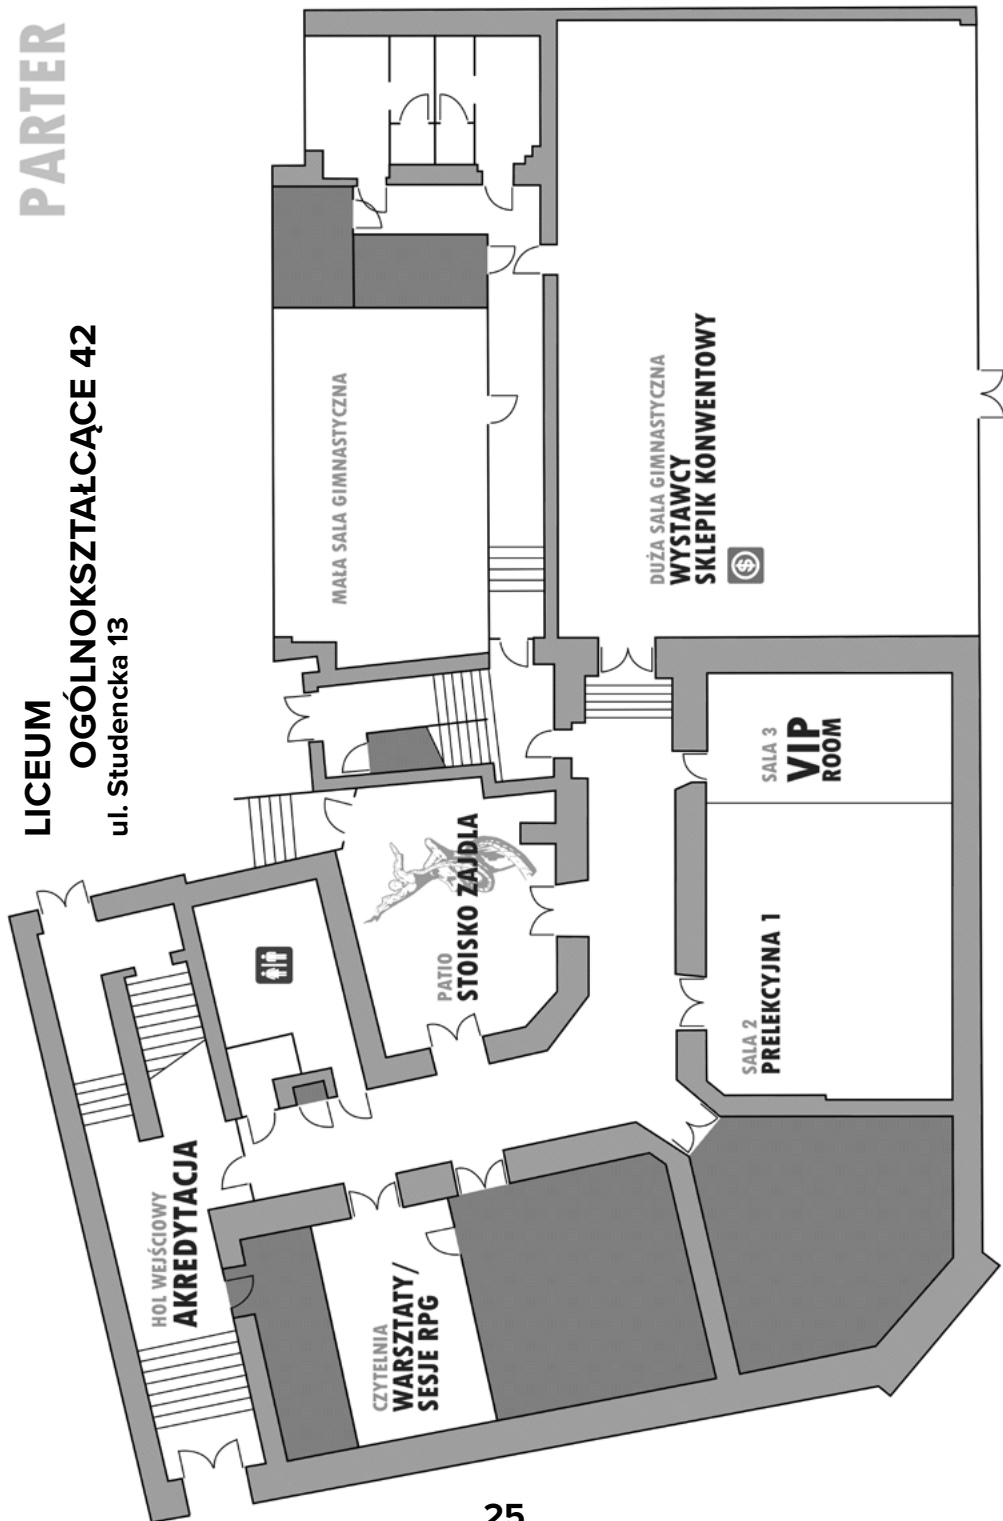 PARTER
LICEUM
OGÓLNOKSZTAŁCĄCE 42
ul. Studencka 13
MAŁA SALA GIMNASTYCZNA
DUŻA SALA GIMNASTYCZNA
WYSTAWCY
SKLEPIK KONWENTOWY
$
SALA 3
VIP
ROOM
SALA 2
PRELEKCYJNA 1
PATIO
STOISKO ZAJDLA
HOL WEJŚCIOWY
AKREDYTACJA
CZYTELNIA
WARSZTATY/
SESJE RPG
25